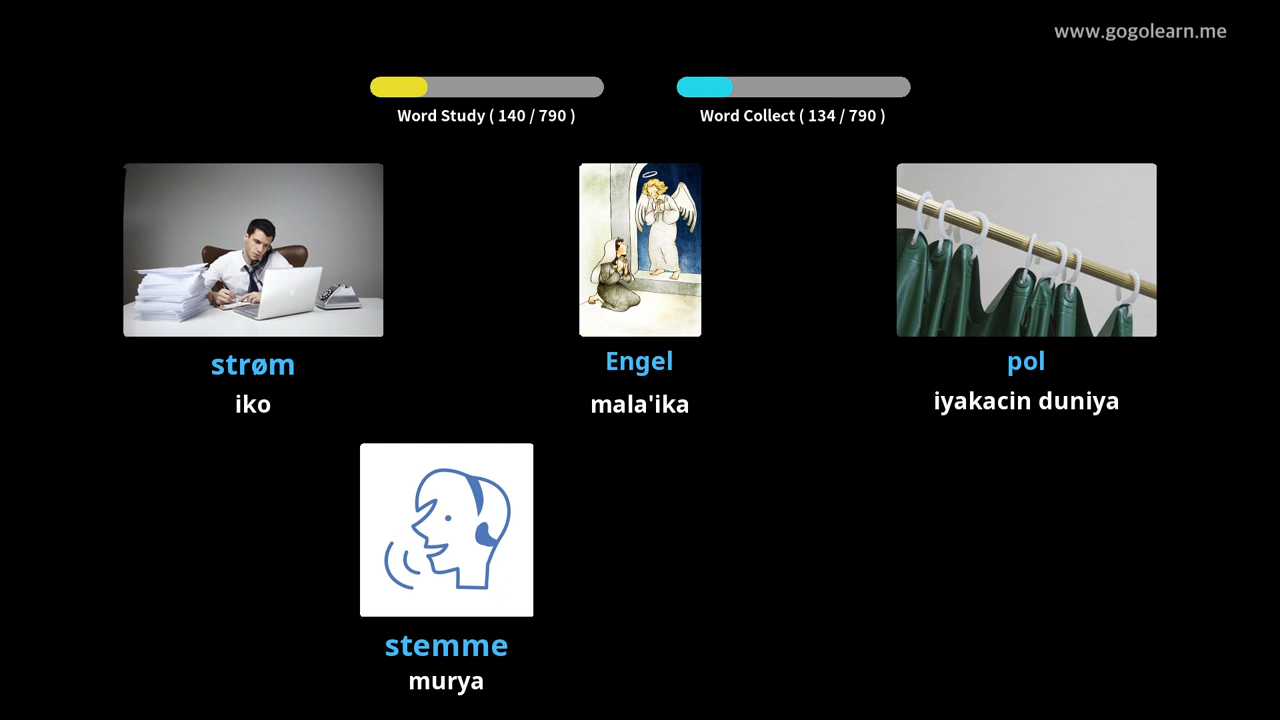 www.gogolearn.me
Word Study ( 140 / 790 )
Word Collect ( 134 / 790 )
strøm
iko
Engel
mala'ika
pol
iyakacin duniya
stemme
murya